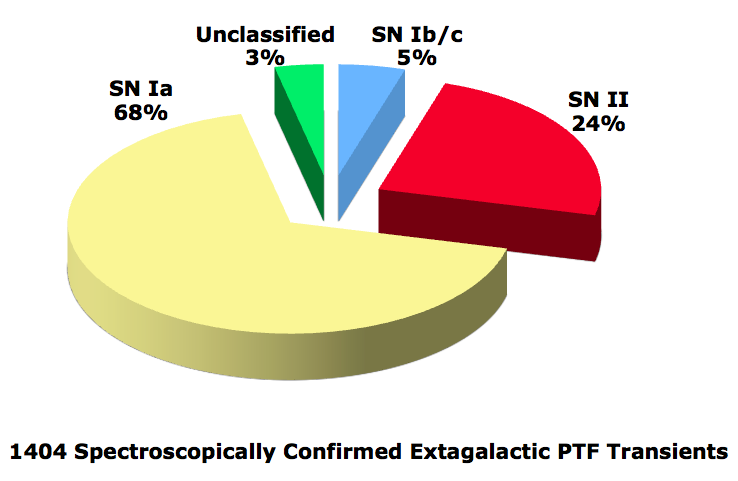 Unclassified
3%
SN Ib/c
5%
SN Ia
68%
SN II
24%
1404 Spectroscopically Confirmed Extagalactic PTF Transients